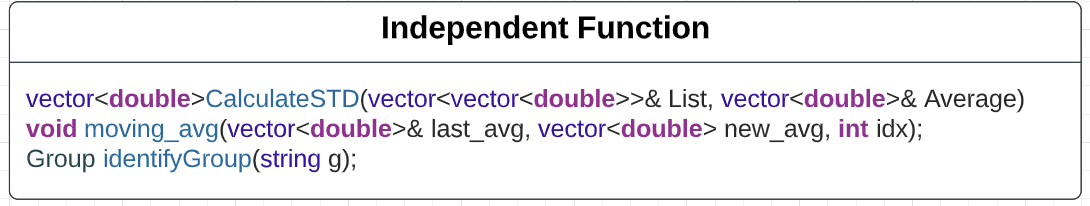 Independent Function
vector<double>CalculateSTD(vector<vector<double>>& List, vector<double>& Average)
void moving_avg(vector<double>& last_avg, vector<double> new_avg, int idx);
Group identifyGroup(string g);